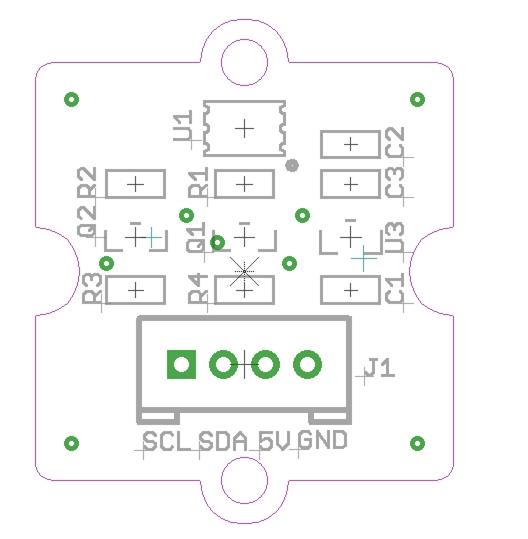 U1
C2
R2 R1 C3
Q2 Q1 U3
R3 R4 C1
J1
SCL SDA 5V GND